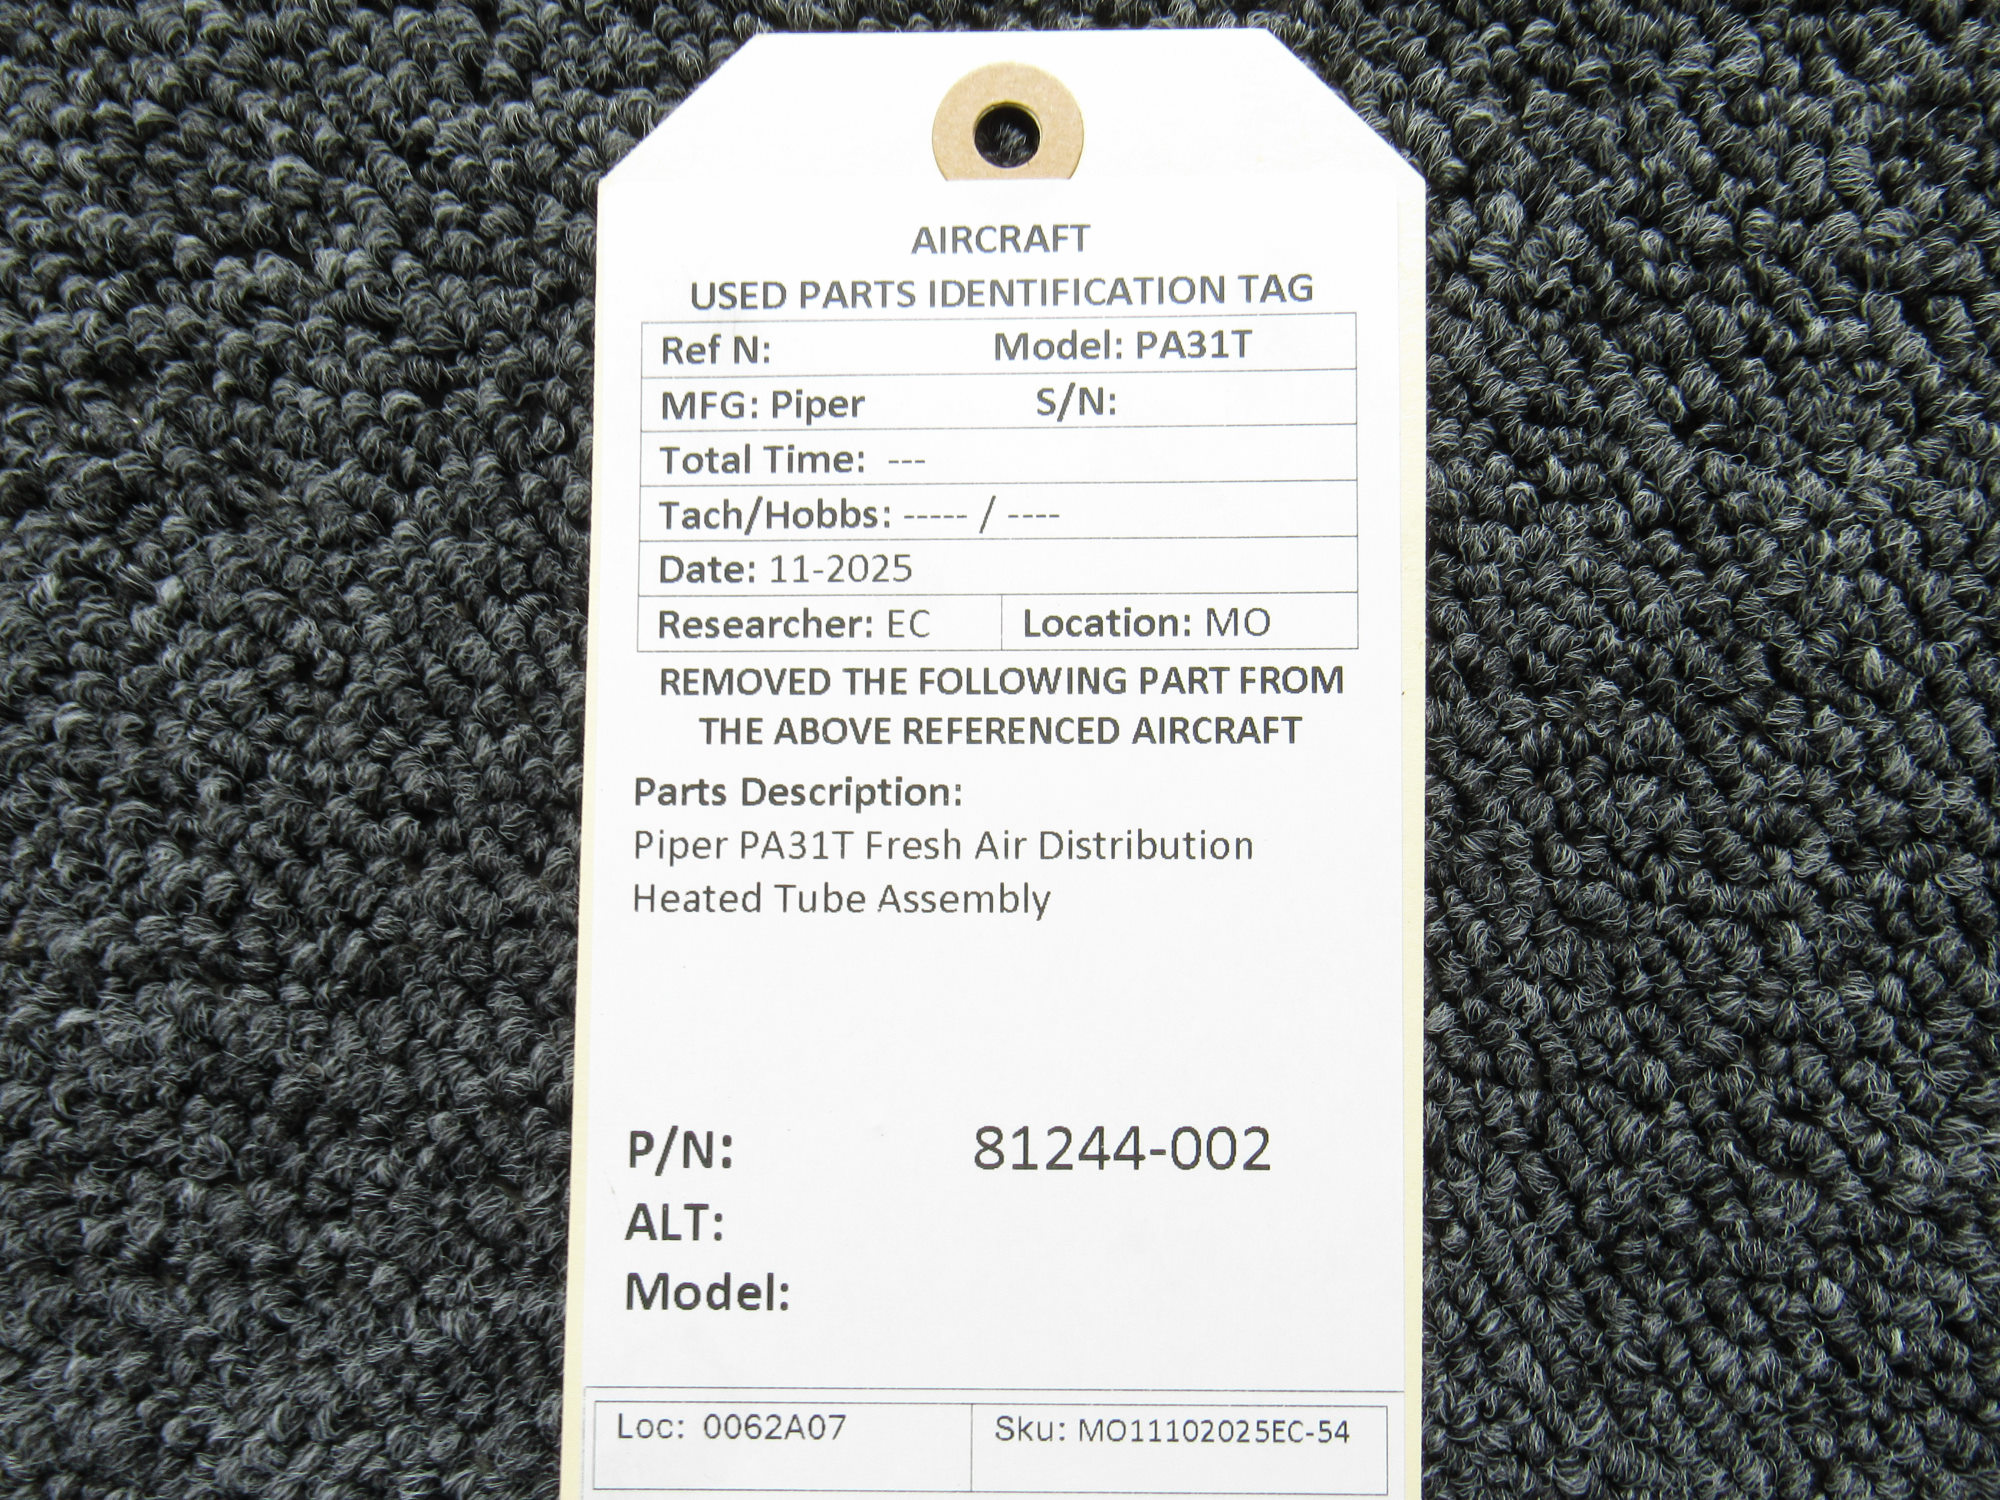 AIRCRAFT
USED PARTS IDENTIFICATION TAG
Ref N: Model: PA31T
MFG: Piper S/N:
Total Time: ---
Tach/Hobbs: ----- / ----
Date: 11-2025
Researcher: EC Location: MO
REMOVED THE FOLLOWING PART FROM
THE ABOVE REFERENCED AIRCRAFT
Parts Description:
Piper PA31T Fresh Air Distribution
Heated Tube Assembly
P/N: 81244-002
ALT:
Model:
Loc: 0062A07 Sku: MO11102025EC-54